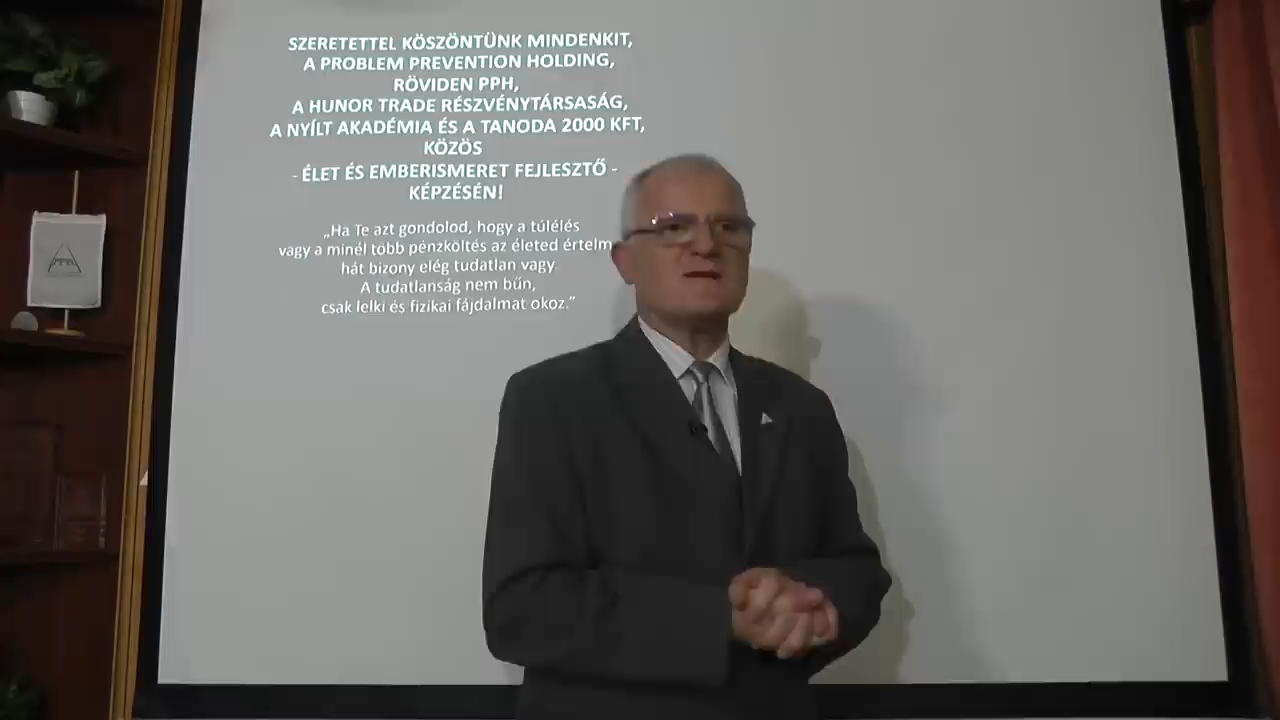 SZERETETTEL KÖSZÖNTÜNK MINDENKIT,
A PROBLEM PREVENTION HOLDING,
RÖVIDEN PPH,
A HUNOR TRADE RÉSZVÉNYTÁRSASÁG,
A NYÍLT AKADÉMIA ÉS A TANODA 2000 KFT,
KÖZÖS
- ÉLET ÉS EMBERISMERET FEJLESZTŐ -
KÉPZÉSÉN!
„Ha Te azt gondolod, hogy a túlélés
vagy a minél több pénzköltés az életed értelm
hát bizony elég tudatlan vagy.
A tudatlanság nem bűn,
csak lelki és fizikai fájdalmat okoz.”